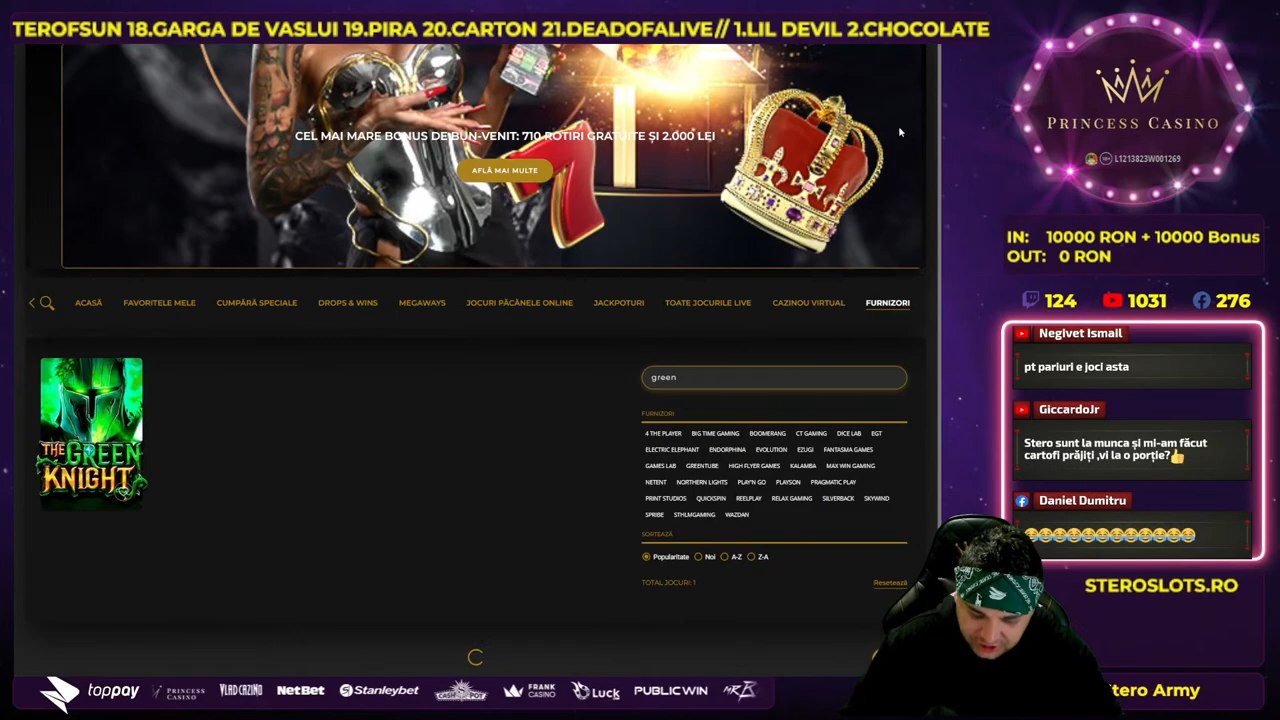 TEROFSUN 18.GARGA DE VASLUI 19.PIRA 20.CARTON 21.DEADOFALIVE// 1.LIL DEVIL 2.CHOCOLATE
CEL MAI MARE BONUS DE BUN-VENIT: 710 ROTIRI GRATUITE ȘI 2.000 LEI
AFLĂ MAI MULTE
ACASĂ FAVORITELE MELE CUMPĂRĂ SPECIALE DROPS & WINS MEGAWAYS JOCURI PĂCĂNELE ONLINE JACKPOTURI TOATE JOCURILE LIVE CAZINOU VIRTUAL FURNIZORI
THE GREEN
KNIGHT
green
FURNIZORI
4 THE PLAYER BIG TIME GAMING BOOMERANG CT GAMING DICE LAB EGT
ELECTRIC ELEPHANT ENDORPHINA EVOLUTION EZUGI FANTASMA GAMES
GAMES LAB GREENTUBE HIGH FLYER GAMES KALAMBA MAX WIN GAMING
NETENT NORTHERN LIGHTS PLAY'N GO PLAYSON PRAGMATIC PLAY
PRINT STUDIOS QUICKSPIN REELPLAY RELAX GAMING SILVERBACK SKYWIND
SPRIBE STHLMGAMING WAZDAN
SORTEAZĂ
Popularitate Noi A-Z Z-A
TOTAL JOCURI: 1 Resetează
PRINCESS CASINO
18+ L1213823W001269
IN: 10000 RON + 10000 Bonus
OUT: 0 RON
124 1031 276
Negivet Ismail
pt pariuri e joci asta
GiccardoJr
Stero sunt la munca și mi-am făcut
cartofi prăjiți ,vi la o porție?👍
Daniel Dumitru
😂😂😂😂😂😂😂😂😂😂😂😂
STEROSLOTS.RO
tero Army
toppay PRINCESS CASINO VLAD CAZINO NetBet Stanleybet CASHPOT FRANK CASINO Luck PUBLICWIN MRB